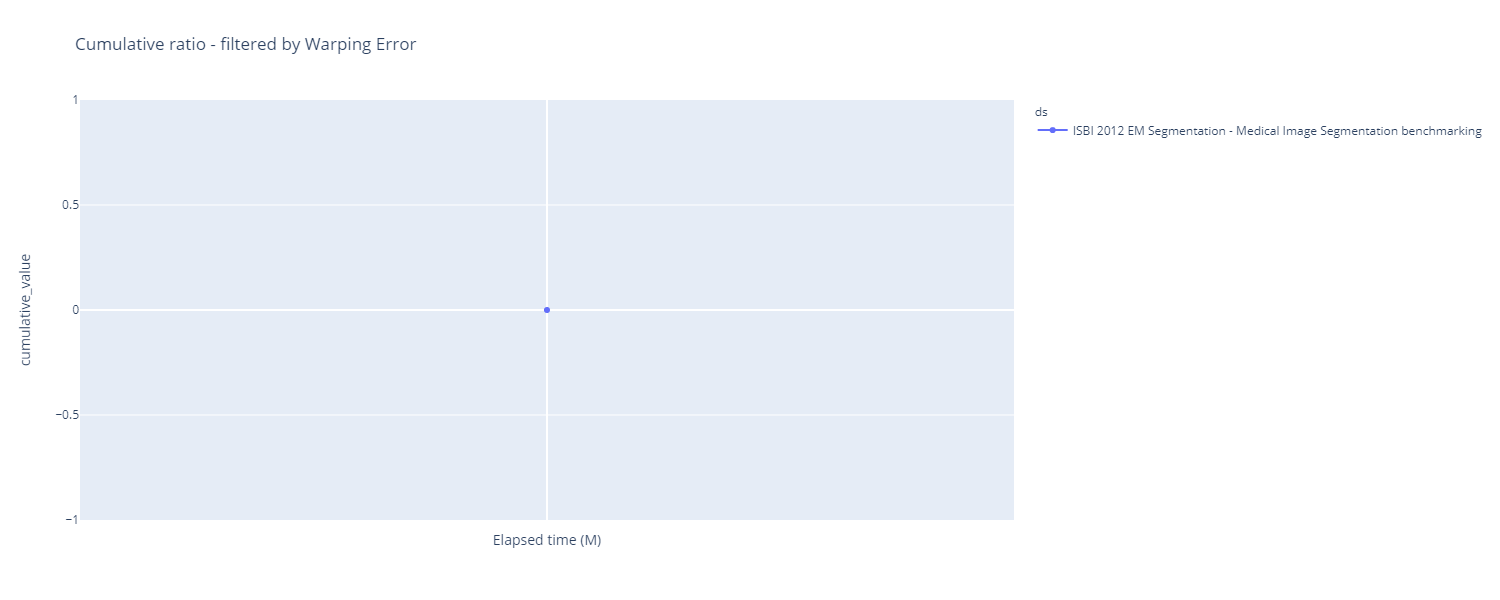 Cumulative ratio - filtered by Warping Error
1
0.5
0
−0.5
−1
cumulative_value
Elapsed time (M)
ds
ISBI 2012 EM Segmentation - Medical Image Segmentation benchmarking